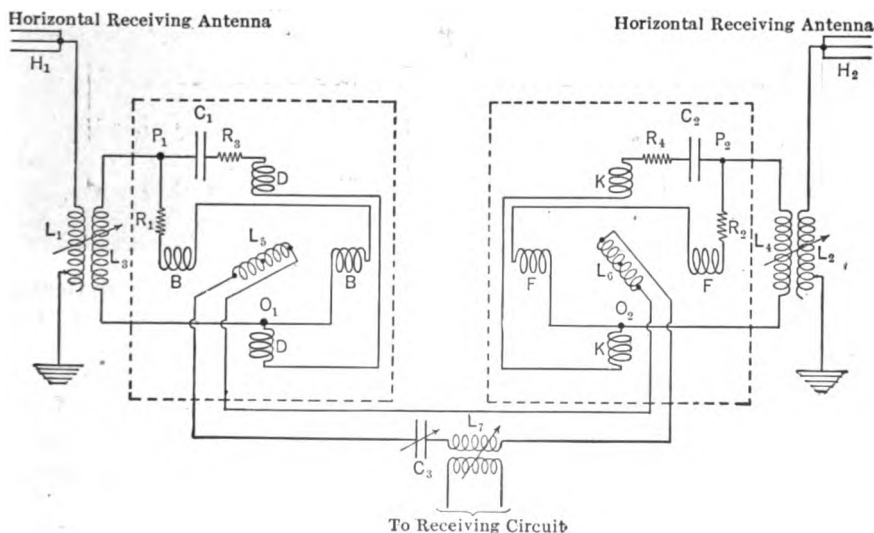 Horizontal Receiving Antenna
Horizontal Receiving Antenna
H₁
H₂
C₁
P₁
R₃
D
R₁
L₁
L₃
B
L₅
B
O₁
D
C₂
R₄
P₂
K
R₂
L₄
L₂
F
L₆
F
O₂
K
L₇
C₃
To Receiving Circuit